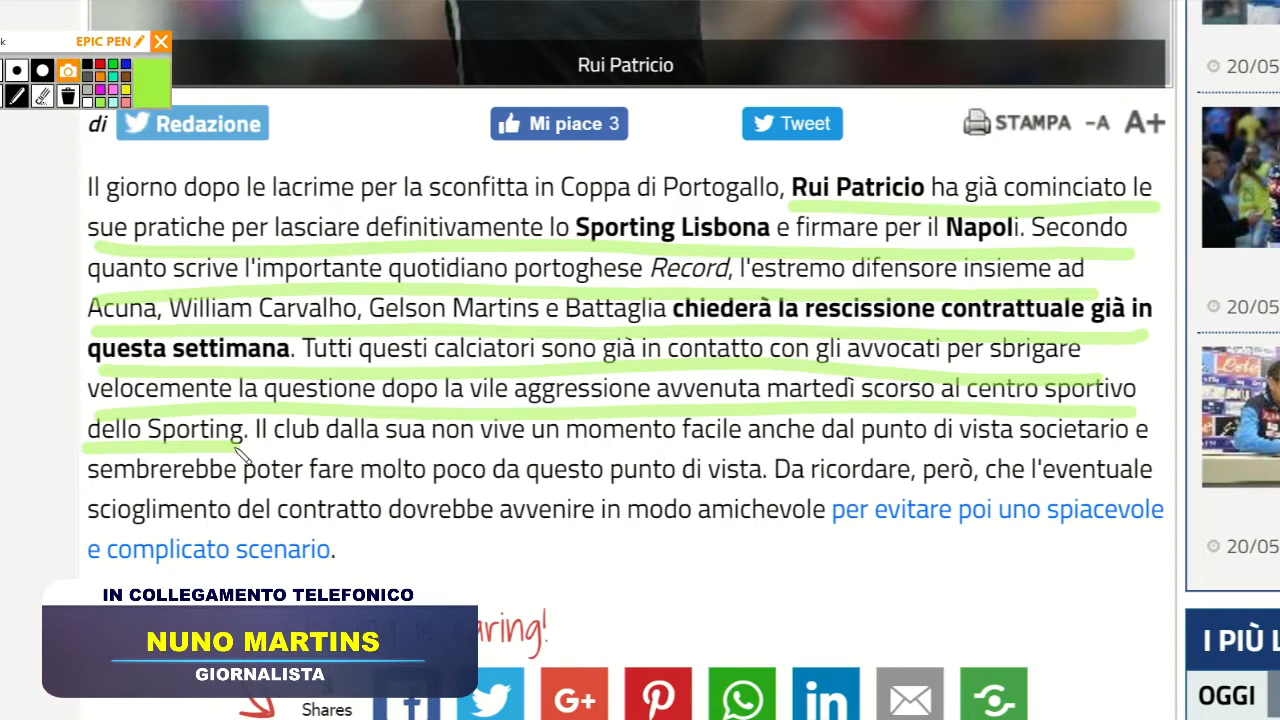 k
EPIC PEN
Rui Patricio
di Redazione
Mi piace 3
Tweet
STAMPA -A A+
Il giorno dopo le lacrime per la sconfitta in Coppa di Portogallo, Rui Patricio ha già cominciato le
sue pratiche per lasciare definitivamente lo Sporting Lisbona e firmare per il Napoli. Secondo
quanto scrive l'importante quotidiano portoghese Record, l'estremo difensore insieme ad
Acuna, William Carvalho, Gelson Martins e Battaglia chiederà la rescissione contrattuale già in
questa settimana. Tutti questi calciatori sono già in contatto con gli avvocati per sbrigare
velocemente la questione dopo la vile aggressione avvenuta martedì scorso al centro sportivo
dello Sporting. Il club dalla sua non vive un momento facile anche dal punto di vista societario e
sembrerebbe poter fare molto poco da questo punto di vista. Da ricordare, però, che l'eventuale
scioglimento del contratto dovrebbe avvenire in modo amichevole per evitare poi uno spiacevole
e complicato scenario.
IN COLLEGAMENTO TELEFONICO
NUNO MARTINS
GIORNALISTA
aring!
3
Shares
G+
in
20/05
20/05
20/05
I PIÙ L
OGGI